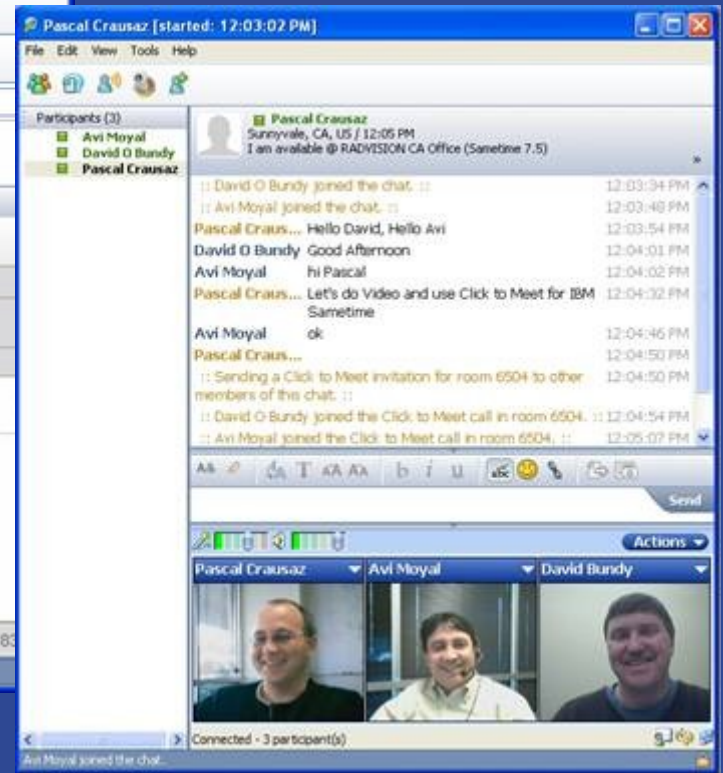 Pascal Crausaz [started: 12:03:02 PM]
File Edit View Tools Help
Participants (3)
Avi Moyal
David O Bundy
Pascal Crausaz
Pascal Crausaz
Sunnyvale, CA, US / 12:05 PM
I am available @ RADVISION CA Office (Sametime 7.5)
:: David O Bundy joined the chat. :: 12:03:34 PM
:: Avi Moyal joined the chat. :: 12:03:48 PM
Pascal Craus... Hello David, Hello Avi 12:03:54 PM
David O Bundy Good Afternoon 12:04:01 PM
Avi Moyal hi Pascal 12:04:02 PM
Pascal Craus... Let's do Video and use Click to Meet for IBM 12:04:32 PM
Sametime
Avi Moyal ok 12:04:46 PM
Pascal Craus... 12:04:50 PM
:: Sending a Click to Meet invitation for room 6504 to other 12:04:50 PM
members of this chat. ::
:: David O Bundy joined the Click to Meet call in room 6504. :: 12:04:54 PM
:: Avi Moyal joined the Click to Meet call in room 6504. :: 12:05:07 PM
b i u abc
Send
Actions
Pascal Crausaz Avi Moyal David Bundy
Connected - 3 participant(s)
Avi Moyal joined the chat.